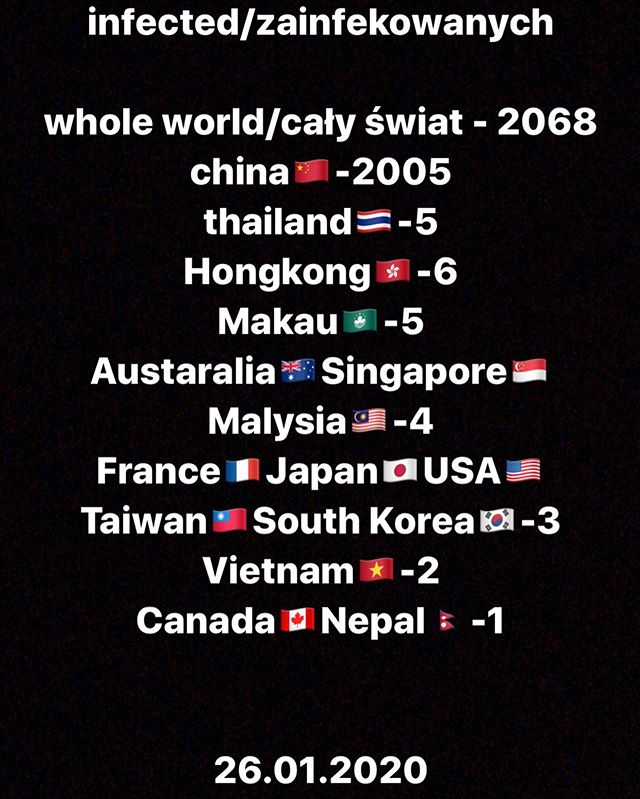 infected/zainfekowanych
whole world/cały świat - 2068
china🇨🇳-2005
thailand🇹🇭-5
Hongkong🇭🇰-6
Makau🇲🇴-5
Austaralia🇦🇺Singapore🇸🇬
Malysia🇲🇾-4
France🇫🇷Japan🇯🇵USA🇺🇸
Taiwan🇹🇼South Korea🇰🇷-3
Vietnam🇻🇳-2
Canada🇨🇦Nepal🇳🇵 -1
26.01.2020